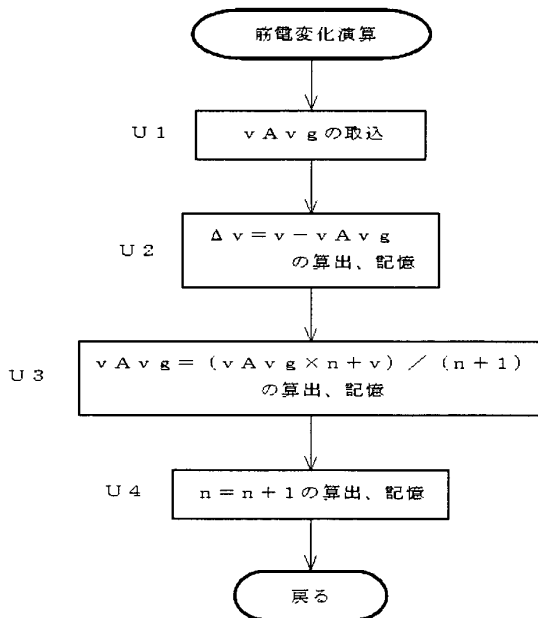 筋電変化演算
U1
vAvgの取込
U2
Δv=v−vAvg
の算出、記憶
U3
vAvg=(vAvg×n+v)/(n+1)
の算出、記憶
U4
n=n+1の算出、記憶
戻る